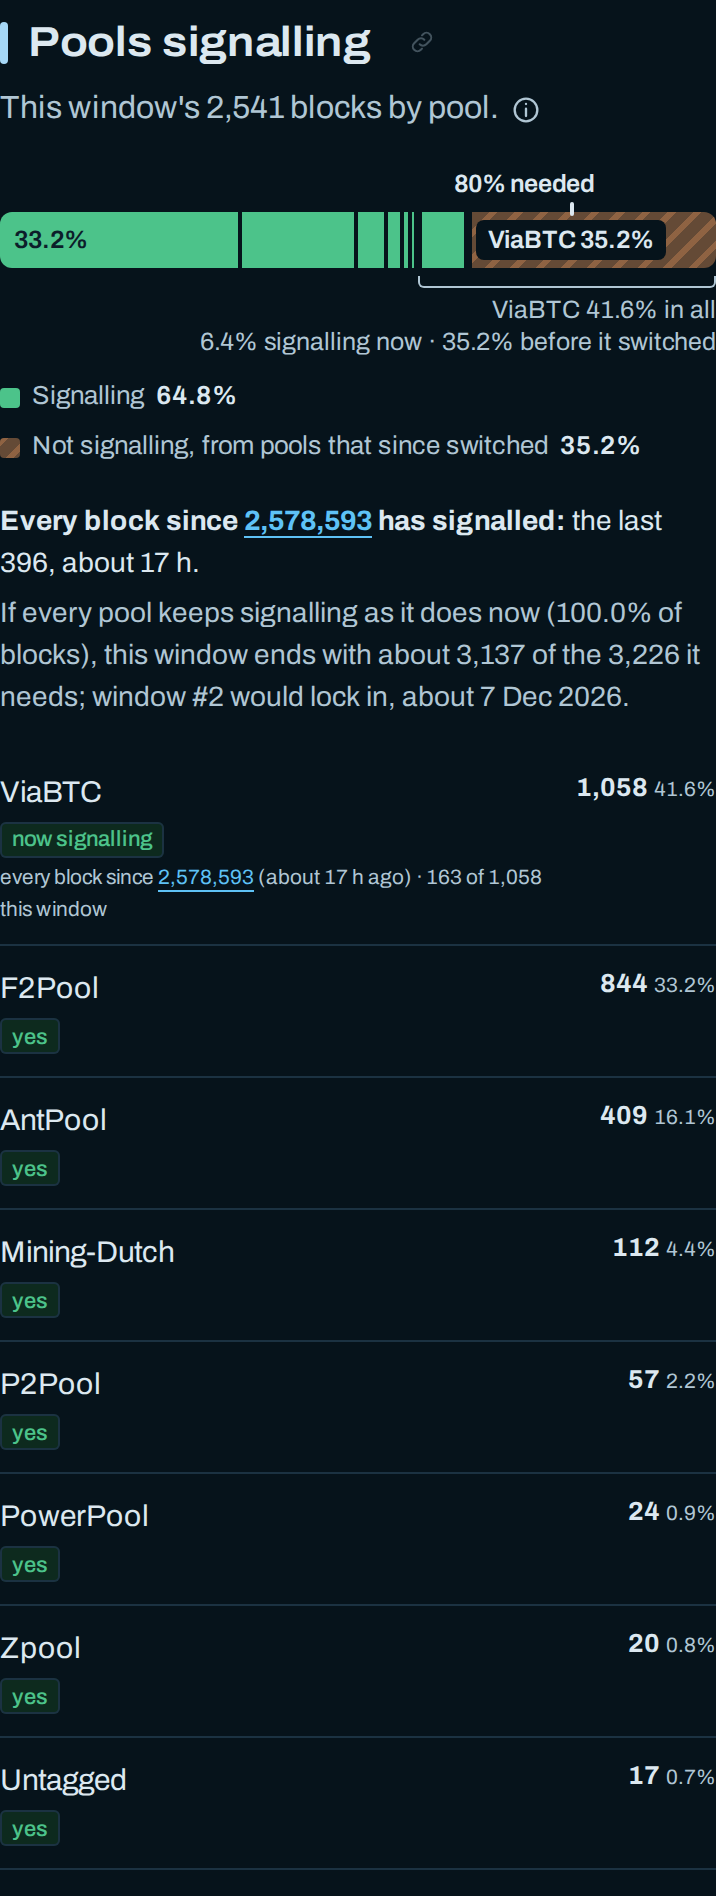 Pools signalling
This window's 2,541 blocks by pool.
80% needed
33.2%
ViaBTC 35.2%
ViaBTC 41.6% in all
6.4% signalling now · 35.2% before it switched
Signalling 64.8%
Not signalling, from pools that since switched 35.2%
Every block since 2,578,593 has signalled: the last
396, about 17 h.
If every pool keeps signalling as it does now (100.0% of
blocks), this window ends with about 3,137 of the 3,226 it
needs; window #2 would lock in, about 7 Dec 2026.
ViaBTC 1,058 41.6%
now signalling
every block since 2,578,593 (about 17 h ago) · 163 of 1,058
this window
F2Pool 844 33.2%
yes
AntPool 409 16.1%
yes
Mining-Dutch 112 4.4%
yes
P2Pool 57 2.2%
yes
PowerPool 24 0.9%
yes
Zpool 20 0.8%
yes
Untagged 17 0.7%
yes